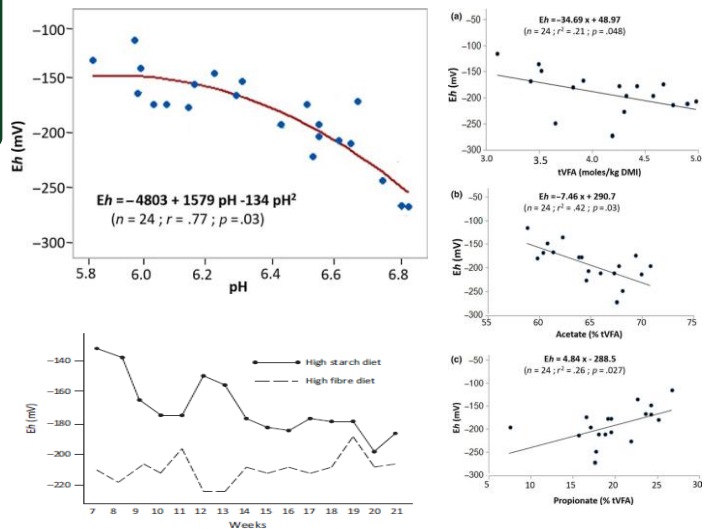 −100
−150
−200
−250
−300
Eh (mV)
Eh = −4803 + 1579 pH -134 pH²
(n = 24 ; r = .77 ; p =.03)
5.8
6.0
6.2
6.4
6.6
6.8
pH
−140
−160
−180
−200
−220
Eh (mV)
High starch diet
High fibre diet
7 8 9 10 11 12 13 14 15 16 17 18 19 20 21
Weeks
(a)
Eh =−34.69 tVFA + 48.97
(n = 24 ; r² = .21 ; p = .048)
−50
−100
−150
−200
−250
−300
Eh (mV)
3.0 3.5 4.0 4.5 5.0
tVFA (moles/kg DMI)
(b)
Eh =−7.46 x + 290.7
(n = 24 ; r² = .42 ; p =.03)
−50
−100
−150
−200
−250
−300
Eh (mV)
55 60 65 70 75
Acetate (% tVFA)
(c)
Eh = 4.84 x - 288.5
(n = 24 ; r² = .26 ; p =.027)
−50
−100
−150
−200
−250
−300
Eh (mV)
5 10 15 20 25 30
Propionate (% tVFA)